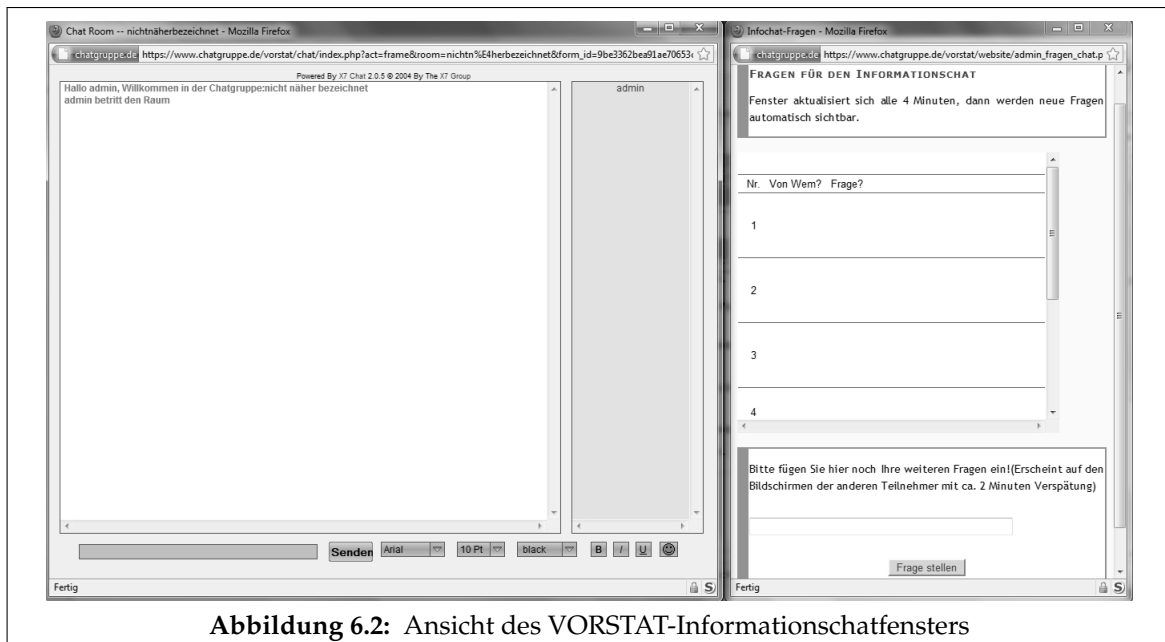 Chat Room -- nichtnäherbezeichnet - Mozilla Firefox
chatgruppe.de https://www.chatgruppe.de/vorstat/chat/index.php?act=frame&room=nichtn%E4herbezeichnet&form_id=9be3362bea91ae70653
Powered By X7 Chat 2.0.5 © 2004 By The X7 Group
Hallo admin, Willkommen in der Chatgruppe:nicht näher bezeichnet
admin betritt den Raum
admin
Senden Arial 10 Pt black B I U
Fertig
S
Infochat-Fragen - Mozilla Firefox
chatgruppe.de https://www.chatgruppe.de/vorstat/website/admin_fragen_chat.p
FRAGEN FÜR DEN INFORMATIONSCHAT
Fenster aktualisiert sich alle 4 Minuten, dann werden neue Fragen
automatisch sichtbar.
Nr. Von Wem? Frage?
1
2
3
4
Bitte fügen Sie hier noch Ihre weiteren Fragen ein!(Erscheint auf den
Bildschirmen der anderen Teilnehmer mit ca. 2 Minuten Verspätung)
Frage stellen
Fertig
S
Abbildung 6.2: Ansicht des VORSTAT-Informationschatfensters